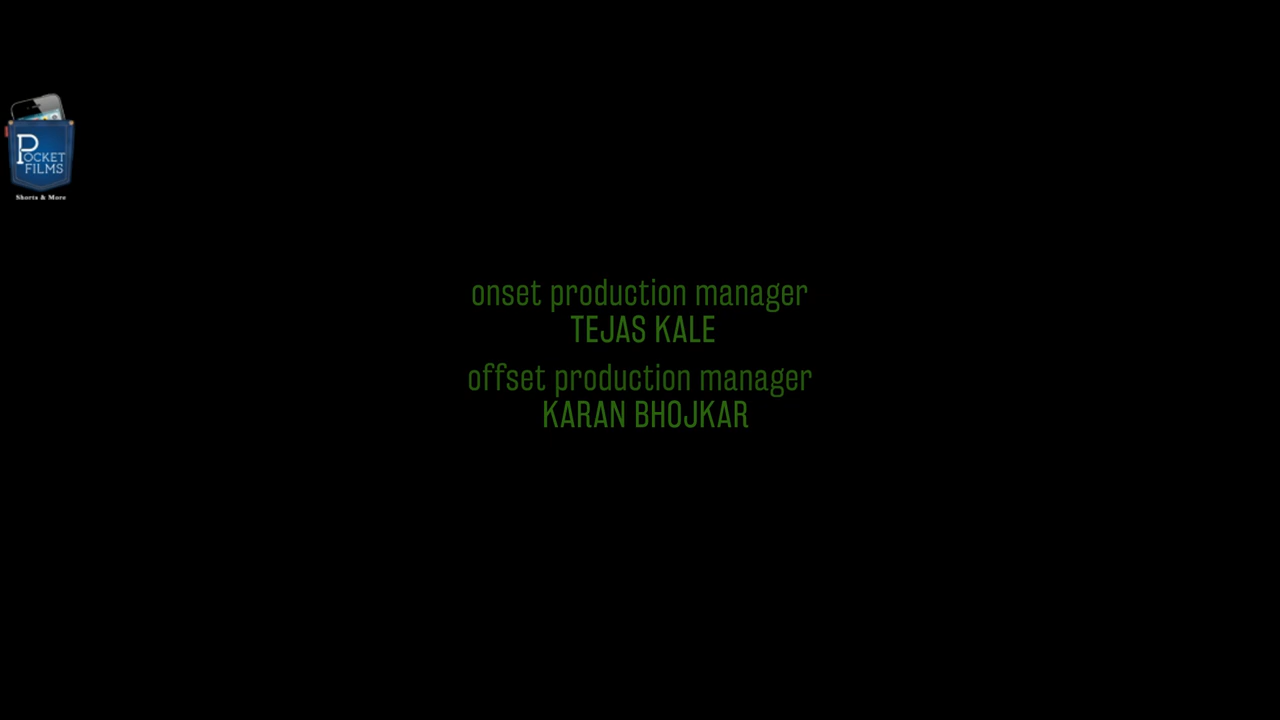 POCKET
FILMS
Shorts & More
onset production manager
TEJAS KALE
offset production manager
KARAN BHOJKAR